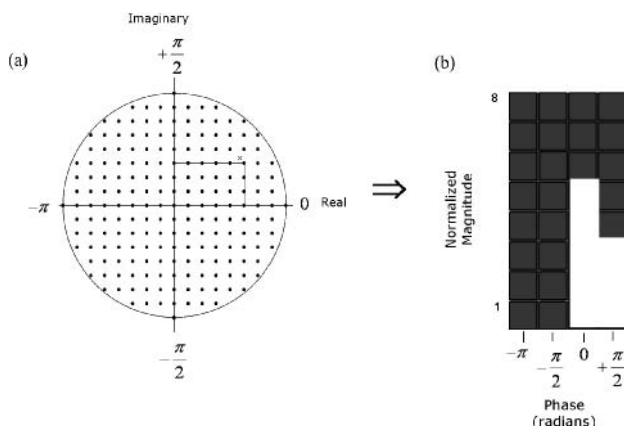 Imaginary
(a)
+π/2
-π
0 Real
-π/2
x
⇒
(b)
8
Normalized
Magnitude
1
-π
-π/2
0
+π/2
Phase
(radians)